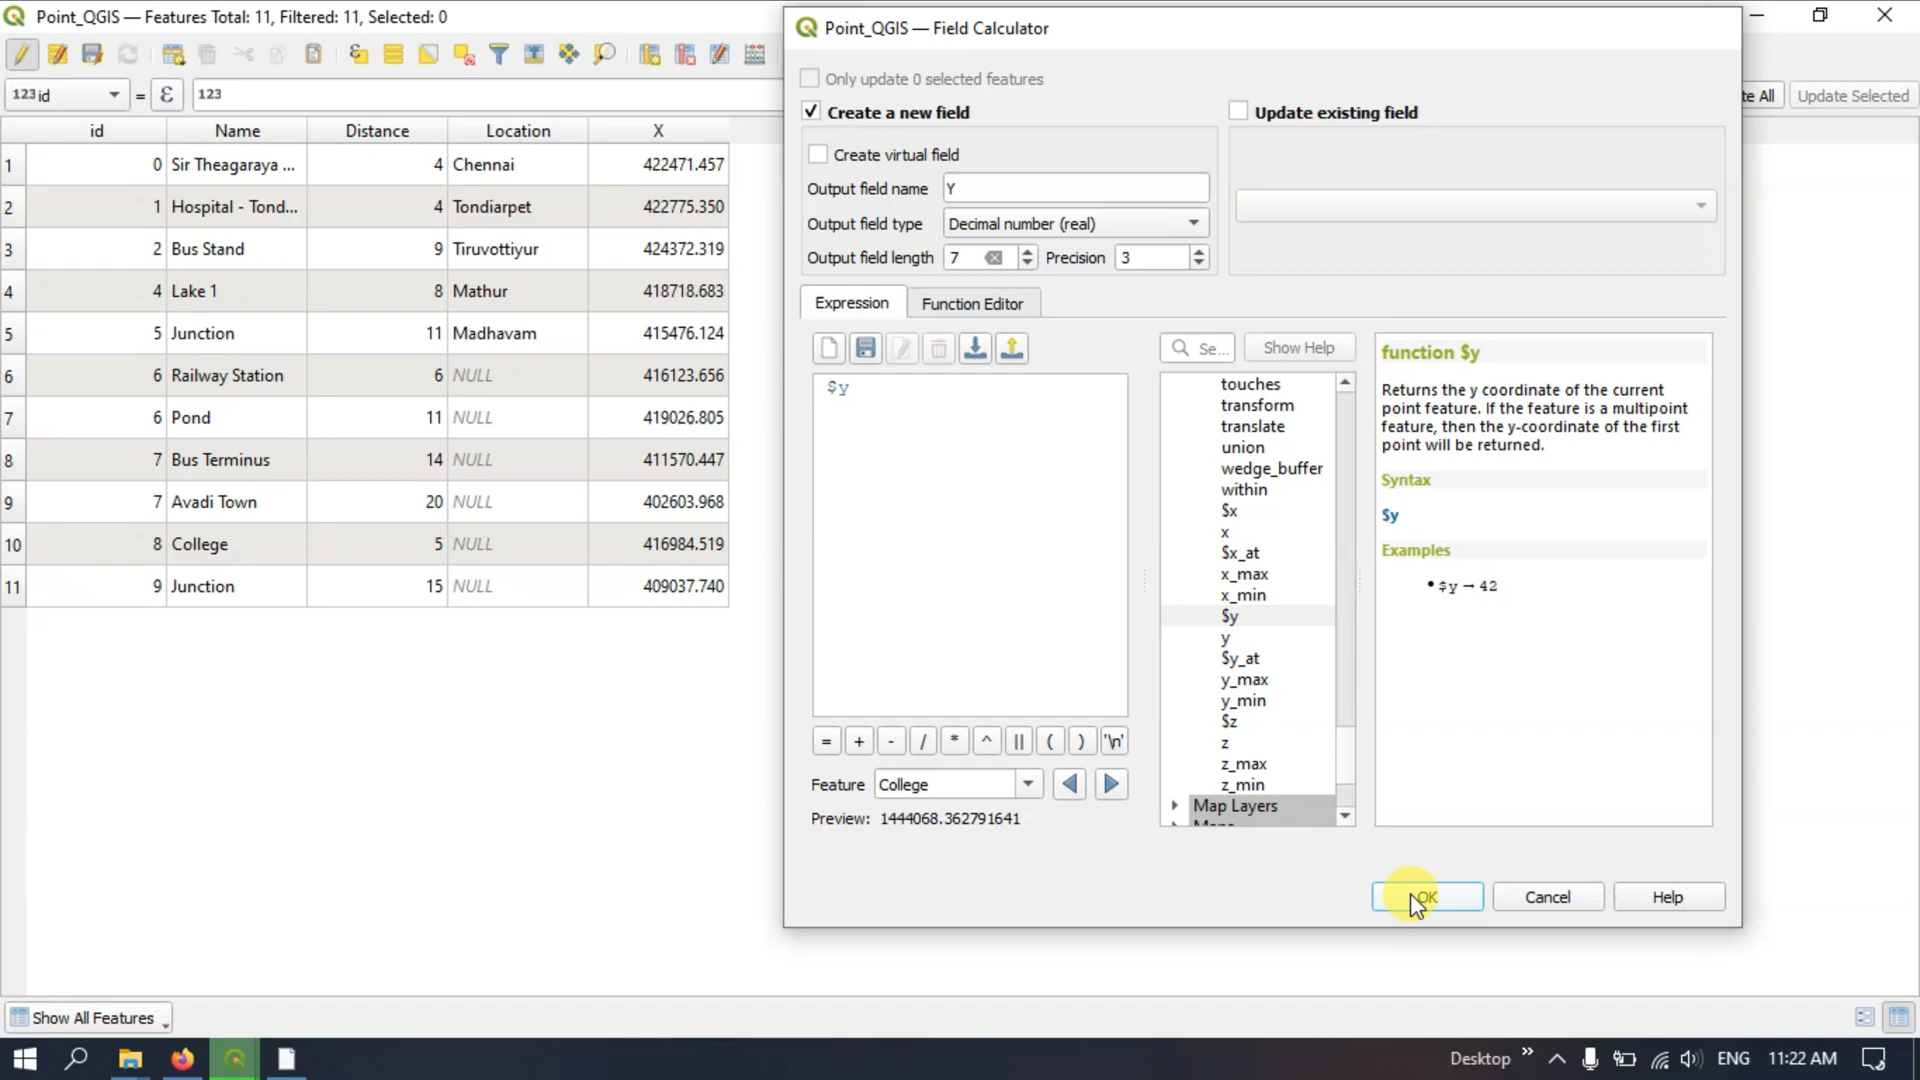 Point_QGIS — Features Total: 11, Filtered: 11, Selected: 0
123 id = ε 123
te All Update Selected
id Name Distance Location X
1 0 Sir Theagaraya ... 4 Chennai 422471.457
2 1 Hospital - Tond... 4 Tondiarpet 422775.350
3 2 Bus Stand 9 Tiruvottiyur 424372.319
4 4 Lake 1 8 Mathur 418718.683
5 5 Junction 11 Madhavam 415476.124
6 6 Railway Station 6 NULL 416123.656
7 6 Pond 11 NULL 419026.805
8 7 Bus Terminus 14 NULL 411570.447
9 7 Avadi Town 20 NULL 402603.968
10 8 College 5 NULL 416984.519
11 9 Junction 15 NULL 409037.740
Point_QGIS — Field Calculator
Only update 0 selected features
Create a new field
Update existing field
Create virtual field
Output field name Y
Output field type Decimal number (real)
Output field length 7 Precision 3
Expression Function Editor
$y
= + - / * ^ || ( ) '\n'
Feature College
Preview: 1444068.362791641
Se... Show Help
touches
transform
translate
union
wedge_buffer
within
$x
x
$x_at
x_max
x_min
$y
y
$y_at
y_max
y_min
$z
z
z_max
z_min
Map Layers
function $y
Returns the y coordinate of the current
point feature. If the feature is a multipoint
feature, then the y-coordinate of the first
point will be returned.
Syntax
$y
Examples
• $y → 42
OK Cancel Help
Show All Features
Desktop » ENG 11:22 AM